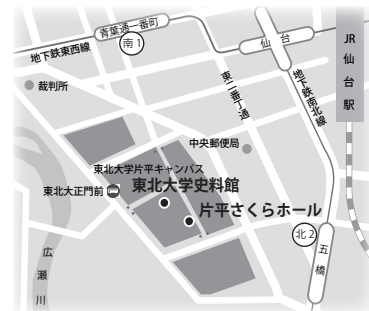 青葉通一番町
地下鉄東西線
南1
仙台
JR仙台駅
裁判所
東二番丁通
地下鉄南北線
中央郵便局
東北大学片平キャンパス
東北大学史料館
東北大正門前
片平さくらホール
北2
五橋
広瀬川